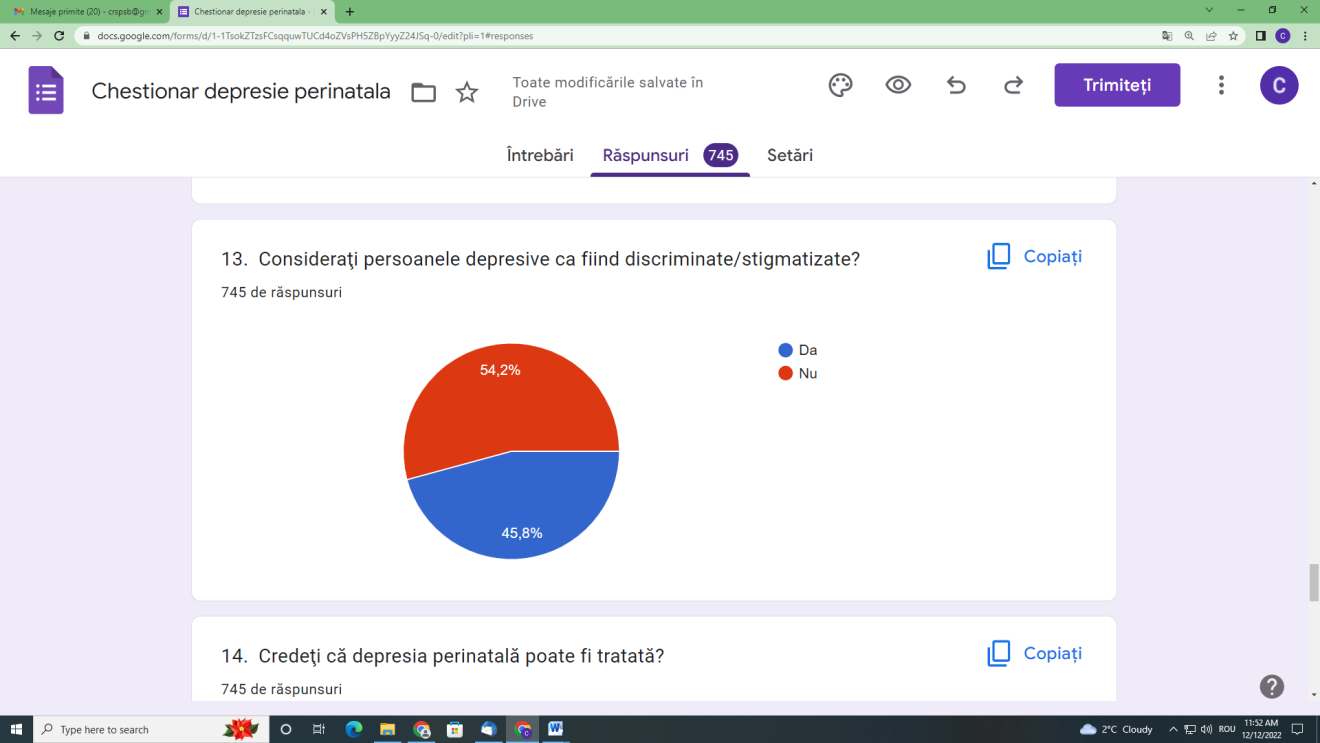 Mesaje primite (20) - crspsb@gm
Chestionar depresie perinatala -
docs.google.com/forms/d/1-1TsokZTzsFCsqquwTUCd4oZVsPHSZBpYyyZ24JSq-0/edit?pli=1#responses
C
Chestionar depresie perinatala
Toate modificările salvate în
Drive
Trimiteți
C
Întrebări
Răspunsuri 745
Setări
13. Consideraţi persoanele depresive ca fiind discriminate/stigmatizate?
Copiați
745 de răspunsuri
Da
Nu
54,2%
45,8%
14. Credeţi că depresia perinatală poate fi tratată?
Copiați
745 de răspunsuri
Type here to search
2°C Cloudy
ROU
11:52 AM
12/12/2022